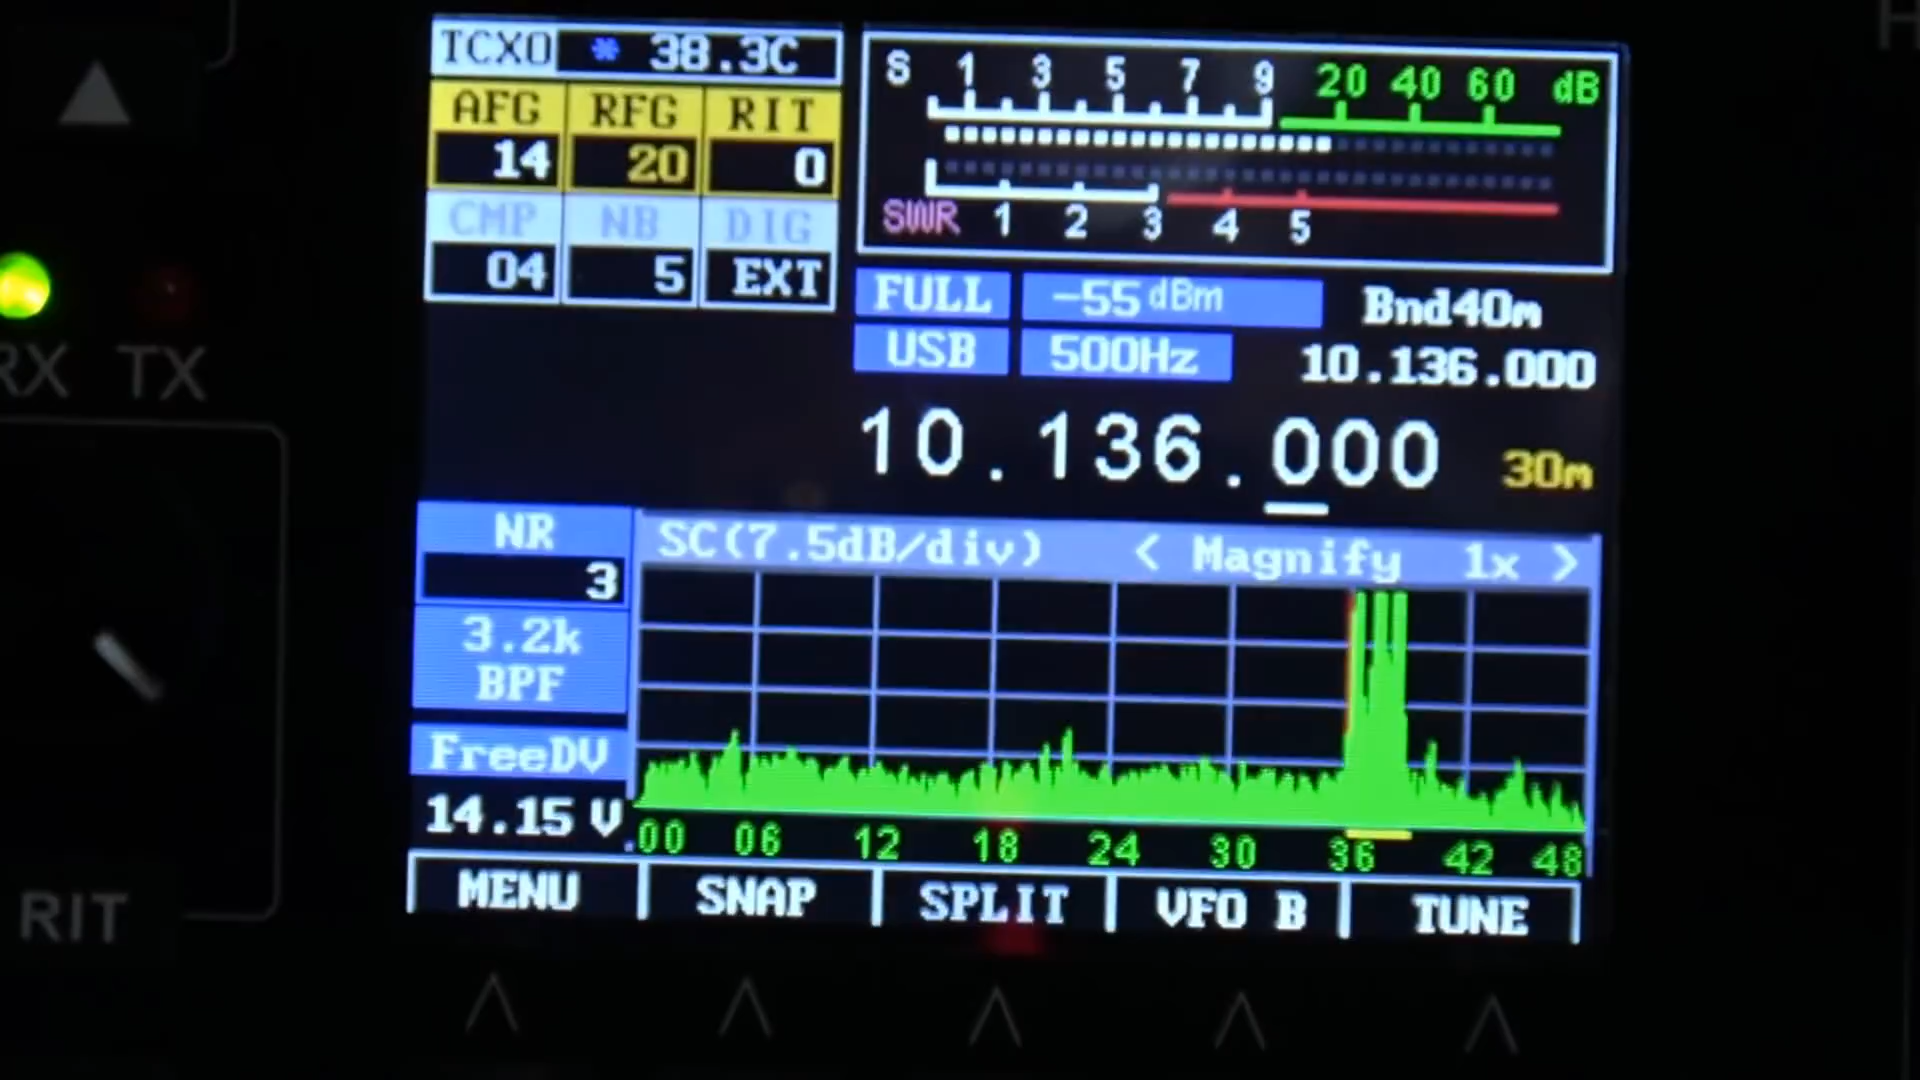 TCXO * 38.3C
AFG RFG RIT
14 20 0
CMP NB DIG
04 5 EXT
S 1 3 5 7 9 20 40 60 dB
SWR 1 2 3 4 5
FULL -55 dBm Bnd40m
USB 500Hz 10.136.000
10.136.000 30m
RX TX
NR
3
3.2k
BPF
FreeDV
14.15 V
SC(7.5dB/div) < Magnify 1x >
.00 06 12 18 24 30 36 42 48
MENU SNAP SPLIT VFO B TUNE
RIT